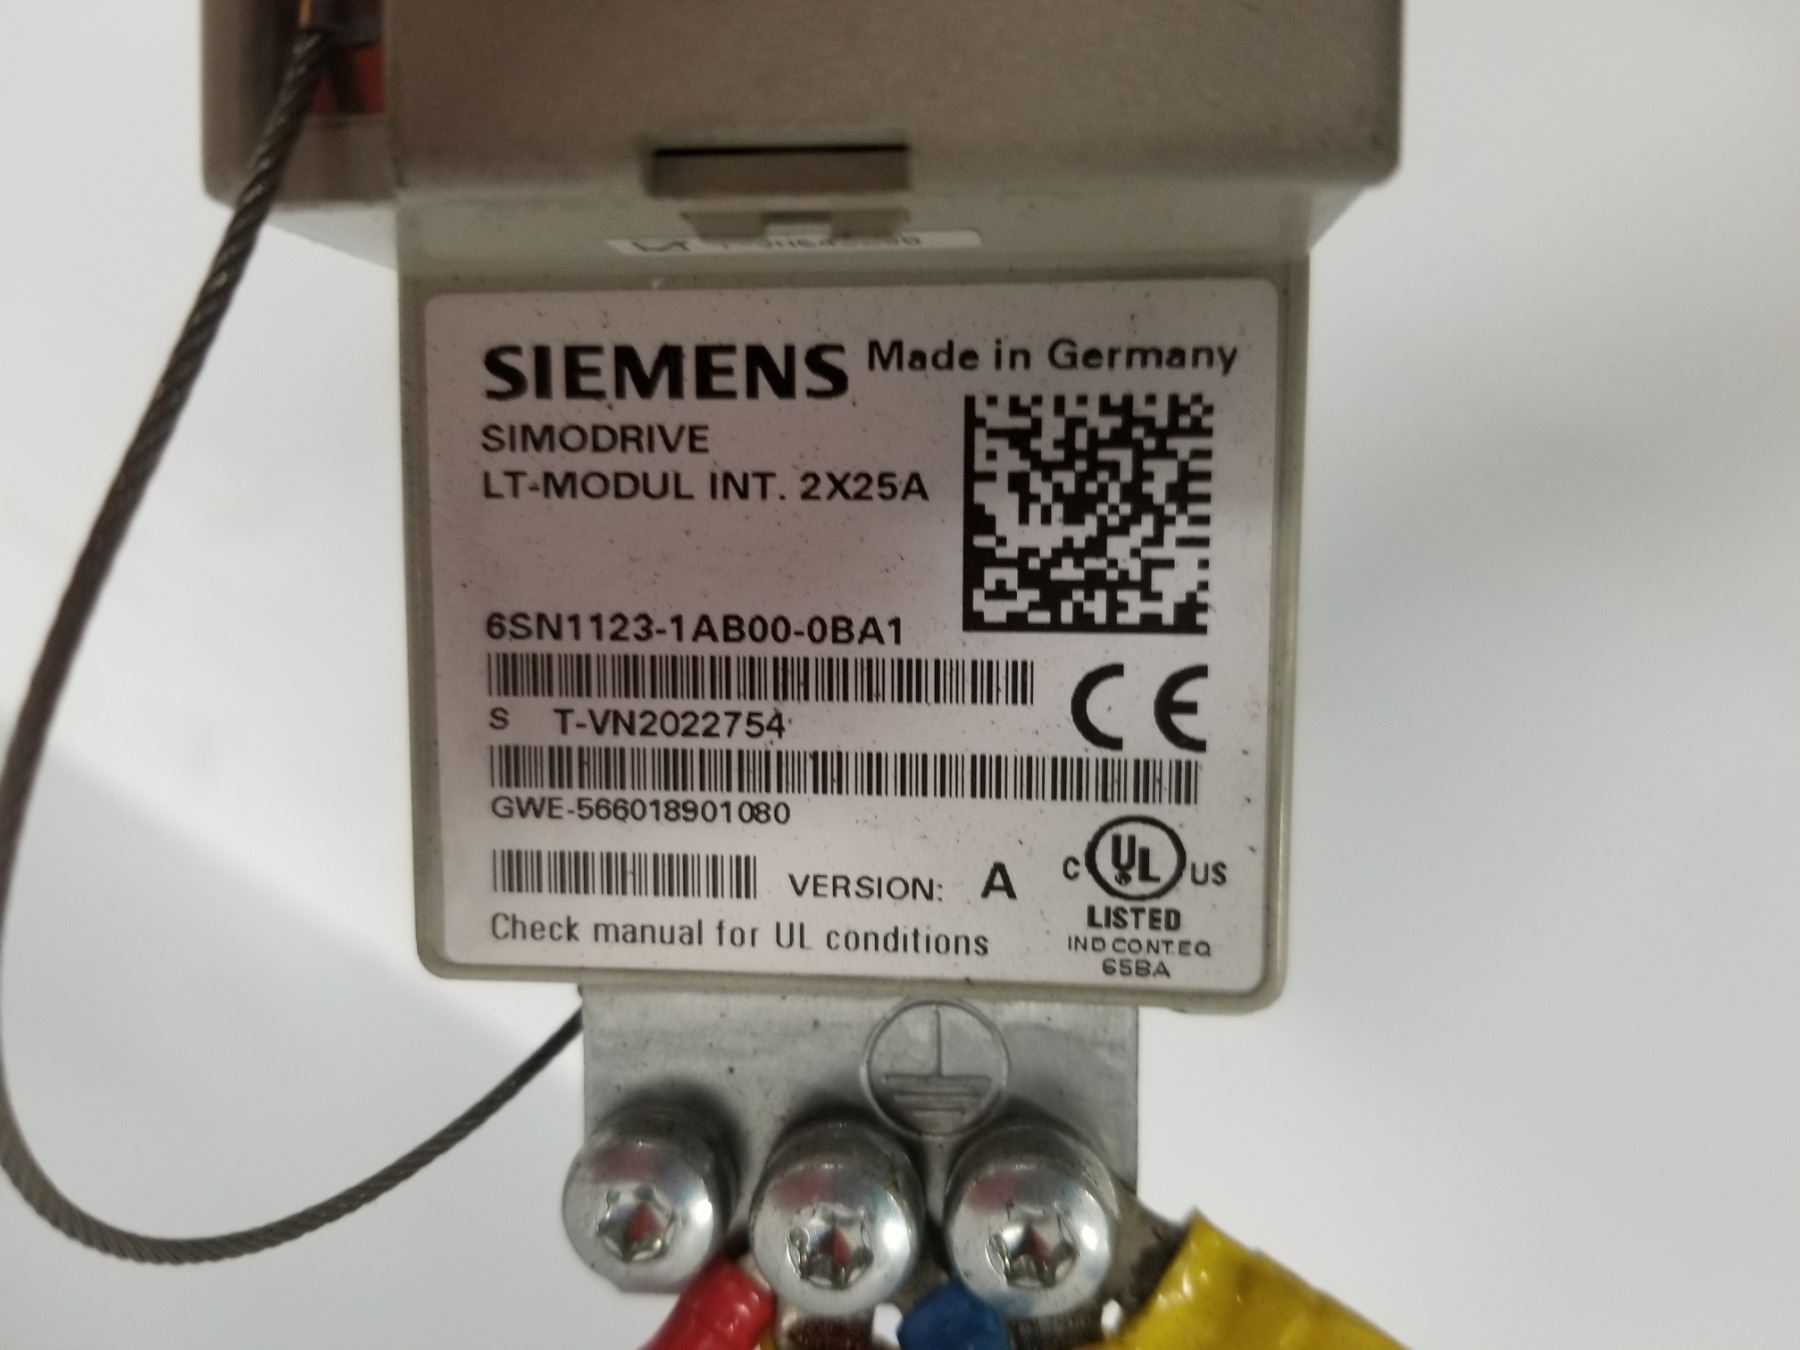 SIEMENS Made in Germany
SIMODRIVE
LT-MODUL INT. 2X25A
6SN1123-1AB00-0BA1
CE
S T-VN2022754
GWE-566018901080
VERSION: A
C UL US
LISTED
IND CONT.EQ
65BA
Check manual for UL conditions